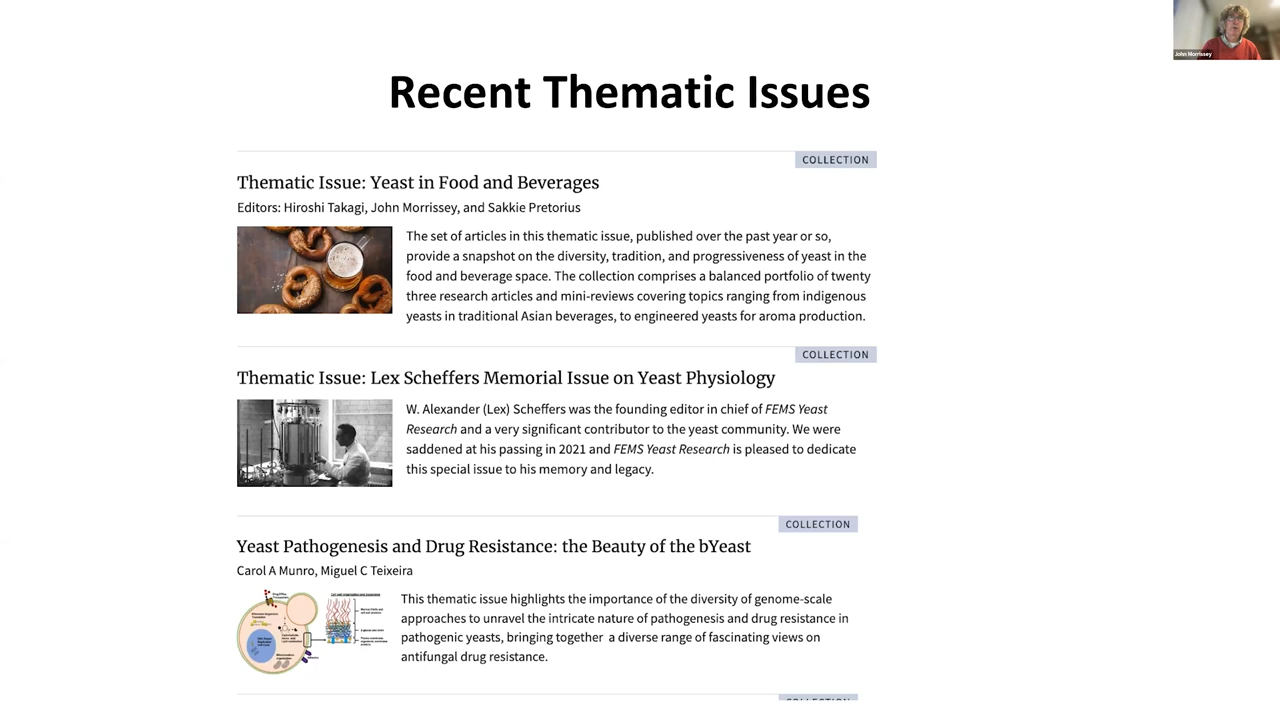 John Morrissey
Recent Thematic Issues
COLLECTION
Thematic Issue: Yeast in Food and Beverages
Editors: Hiroshi Takagi, John Morrissey, and Sakkie Pretorius
The set of articles in this thematic issue, published over the past year or so,
provide a snapshot on the diversity, tradition, and progressiveness of yeast in the
food and beverage space. The collection comprises a balanced portfolio of twenty
three research articles and mini-reviews covering topics ranging from indigenous
yeasts in traditional Asian beverages, to engineered yeasts for aroma production.
COLLECTION
Thematic Issue: Lex Scheffers Memorial Issue on Yeast Physiology
W. Alexander (Lex) Scheffers was the founding editor in chief of FEMS Yeast
Research and a very significant contributor to the yeast community. We were
saddened at his passing in 2021 and FEMS Yeast Research is pleased to dedicate
this special issue to his memory and legacy.
COLLECTION
Yeast Pathogenesis and Drug Resistance: the Beauty of the bYeast
Carol A Munro, Miguel C Teixeira
This thematic issue highlights the importance of the diversity of genome-scale
approaches to unravel the intricate nature of pathogenesis and drug resistance in
pathogenic yeasts, bringing together a diverse range of fascinating views on
antifungal drug resistance.
COLLECTION